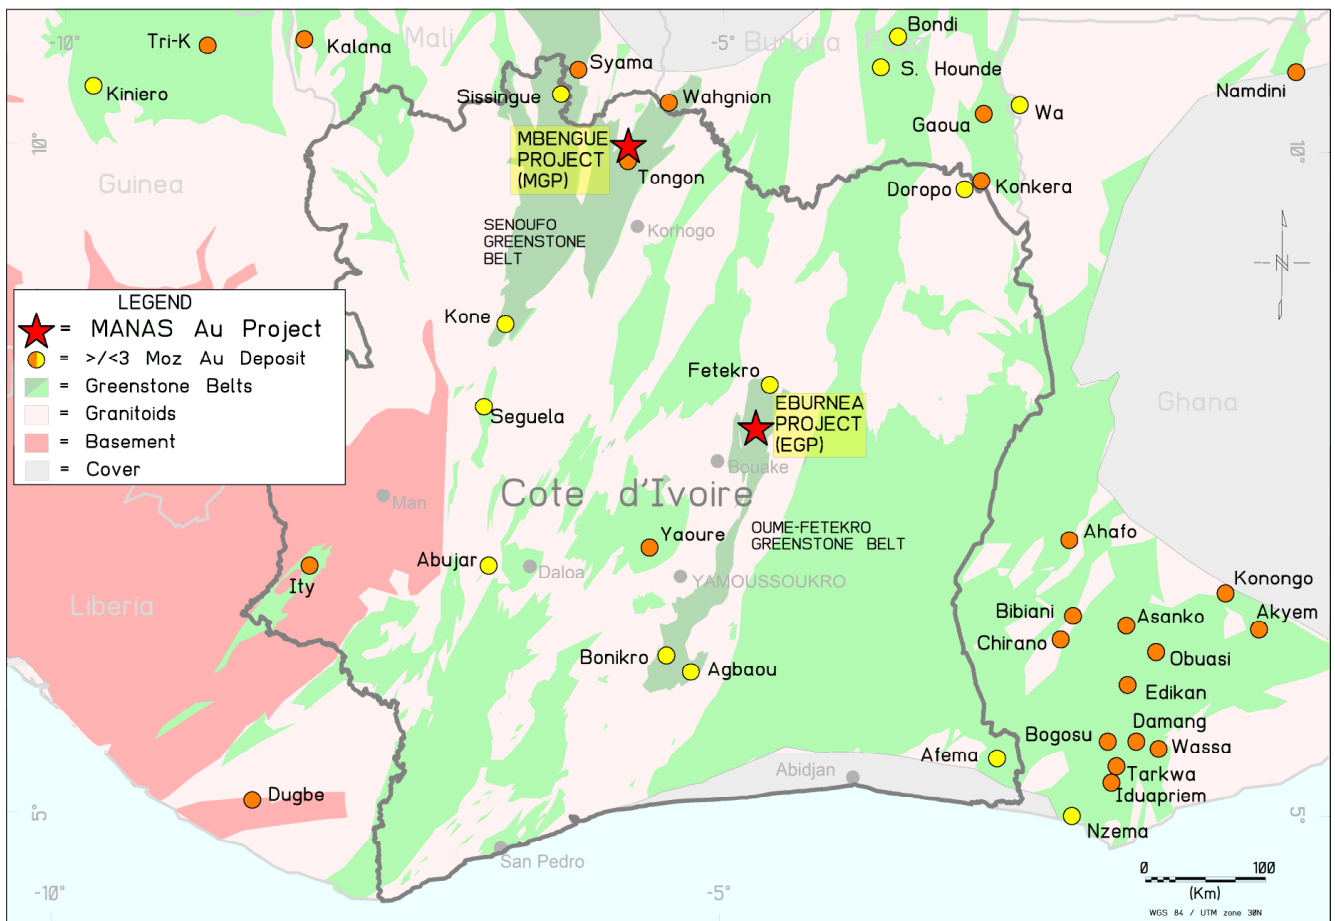 -10°
Tri-K
Kalana
Mali
-5°
Burkina Faso
Bondi
Kiniero
Syama
Sissingue
Wahgnion
S. Hounde
Gaoua
Wa
Namdini
10°
10°
MBENGUE
PROJECT
(MGP)
Tongon
Guinea
Doropo
Konkera
SENOUFO
GREENSTONE
BELT
Korhogo
N
LEGEND
= MANAS Au Project
= >/<3 Moz Au Deposit
= Greenstone Belts
= Granitoids
= Basement
= Cover
Kone
Fetekro
Seguela
EBURNEA
PROJECT
(EGP)
Ghana
Bouake
Man
Cote d'Ivoire
OUME-FETEKRO
GREENSTONE BELT
Yaoure
Ahafo
Abujar
Daloa
YAMOUSSOUKRO
Ity
Liberia
Konongo
Bibiani
Asanko
Akyem
Chirano
Obuasi
Bonikro
Agbaou
Edikan
Damang
Bogosu
Wassa
Afema
Abidjan
Tarkwa
Iduapriem
Dugbe
Nzema
5°
5°
San Pedro
0 100
(Km)
-10°
-5°
WGS 84 / UTM zone 30N